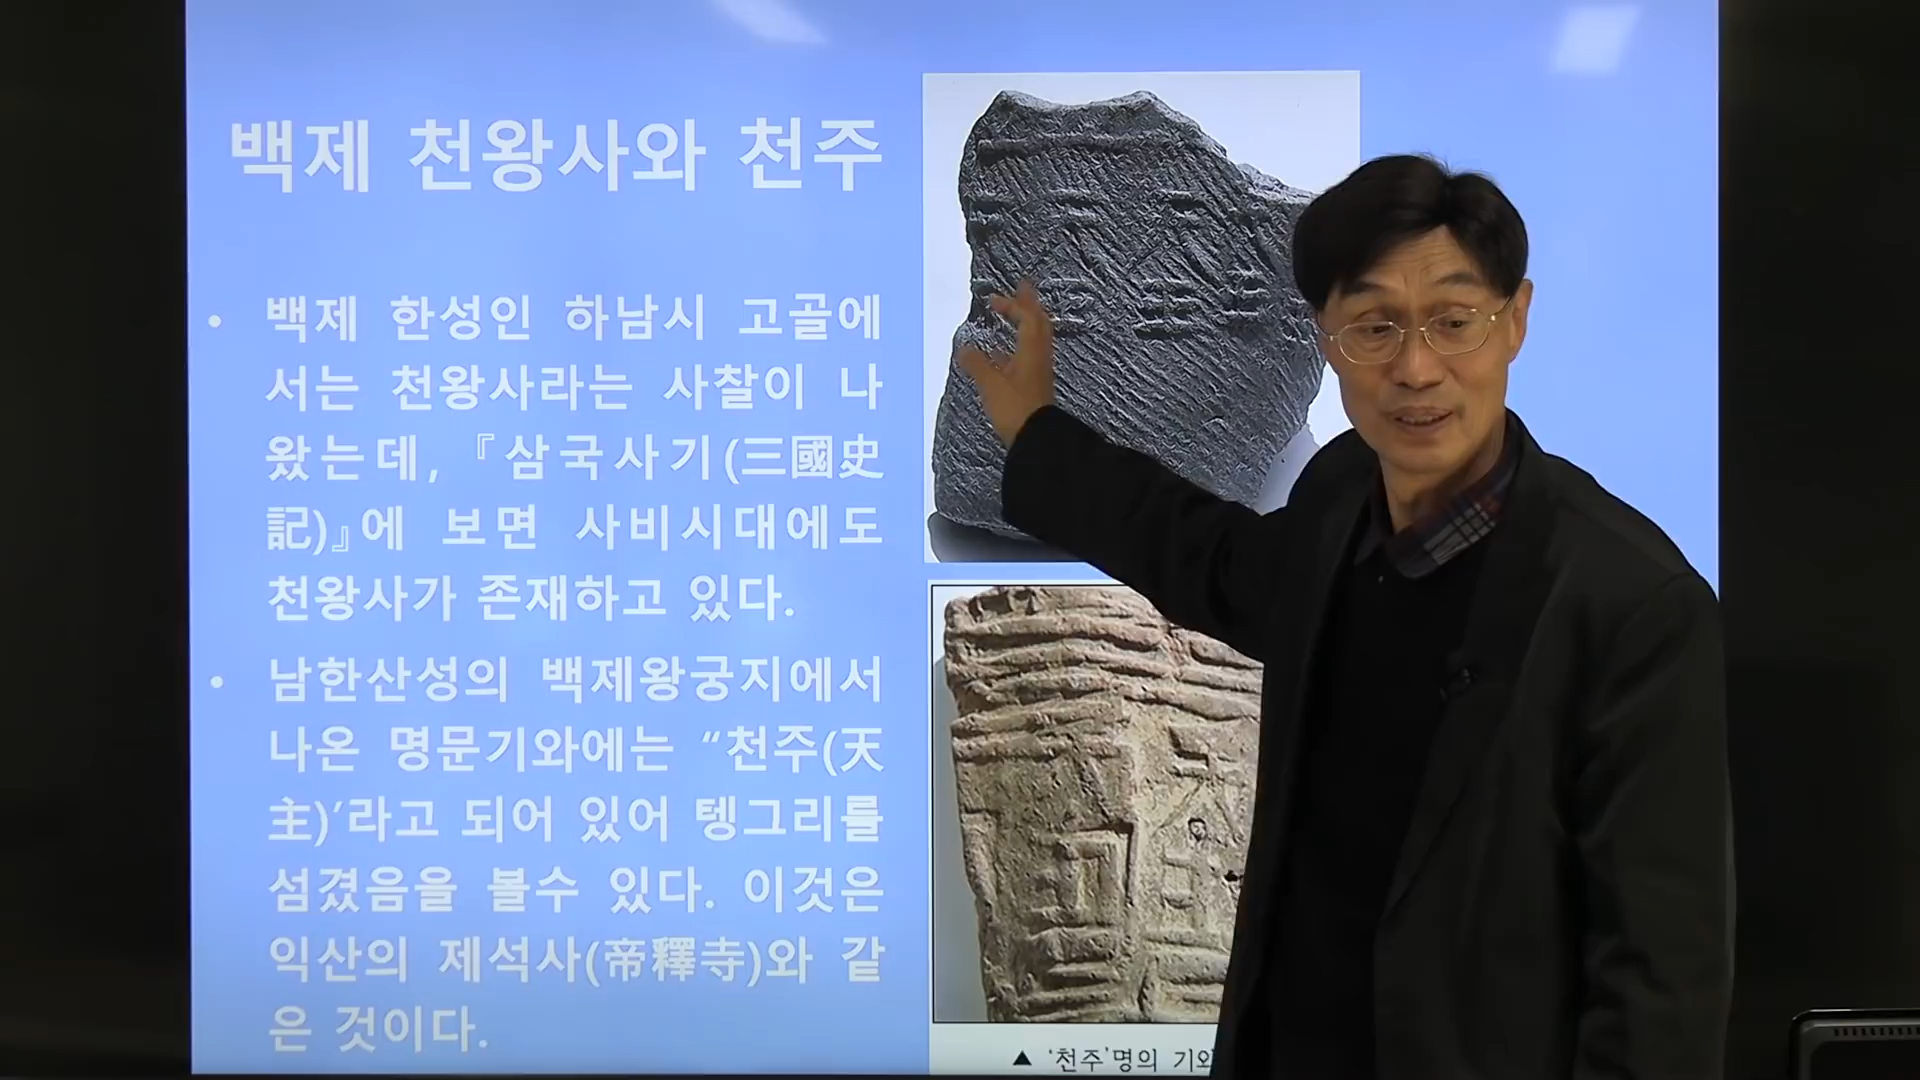 백제 천왕사와 천주
• 백제 한성인 하남시 고골에
서는 천왕사라는 사찰이 나
왔는데, 『삼국사기(三國史
記)』에 보면 사비시대에도
천왕사가 존재하고 있다.
• 남한산성의 백제왕궁지에서
나온 명문기와에는 “천주(天
主)’라고 되어 있어 텡그리를
섬겼음을 볼수 있다. 이것은
익산의 제석사(帝釋寺)와 같
은 것이다.
▲ ‘천주’명의 기와